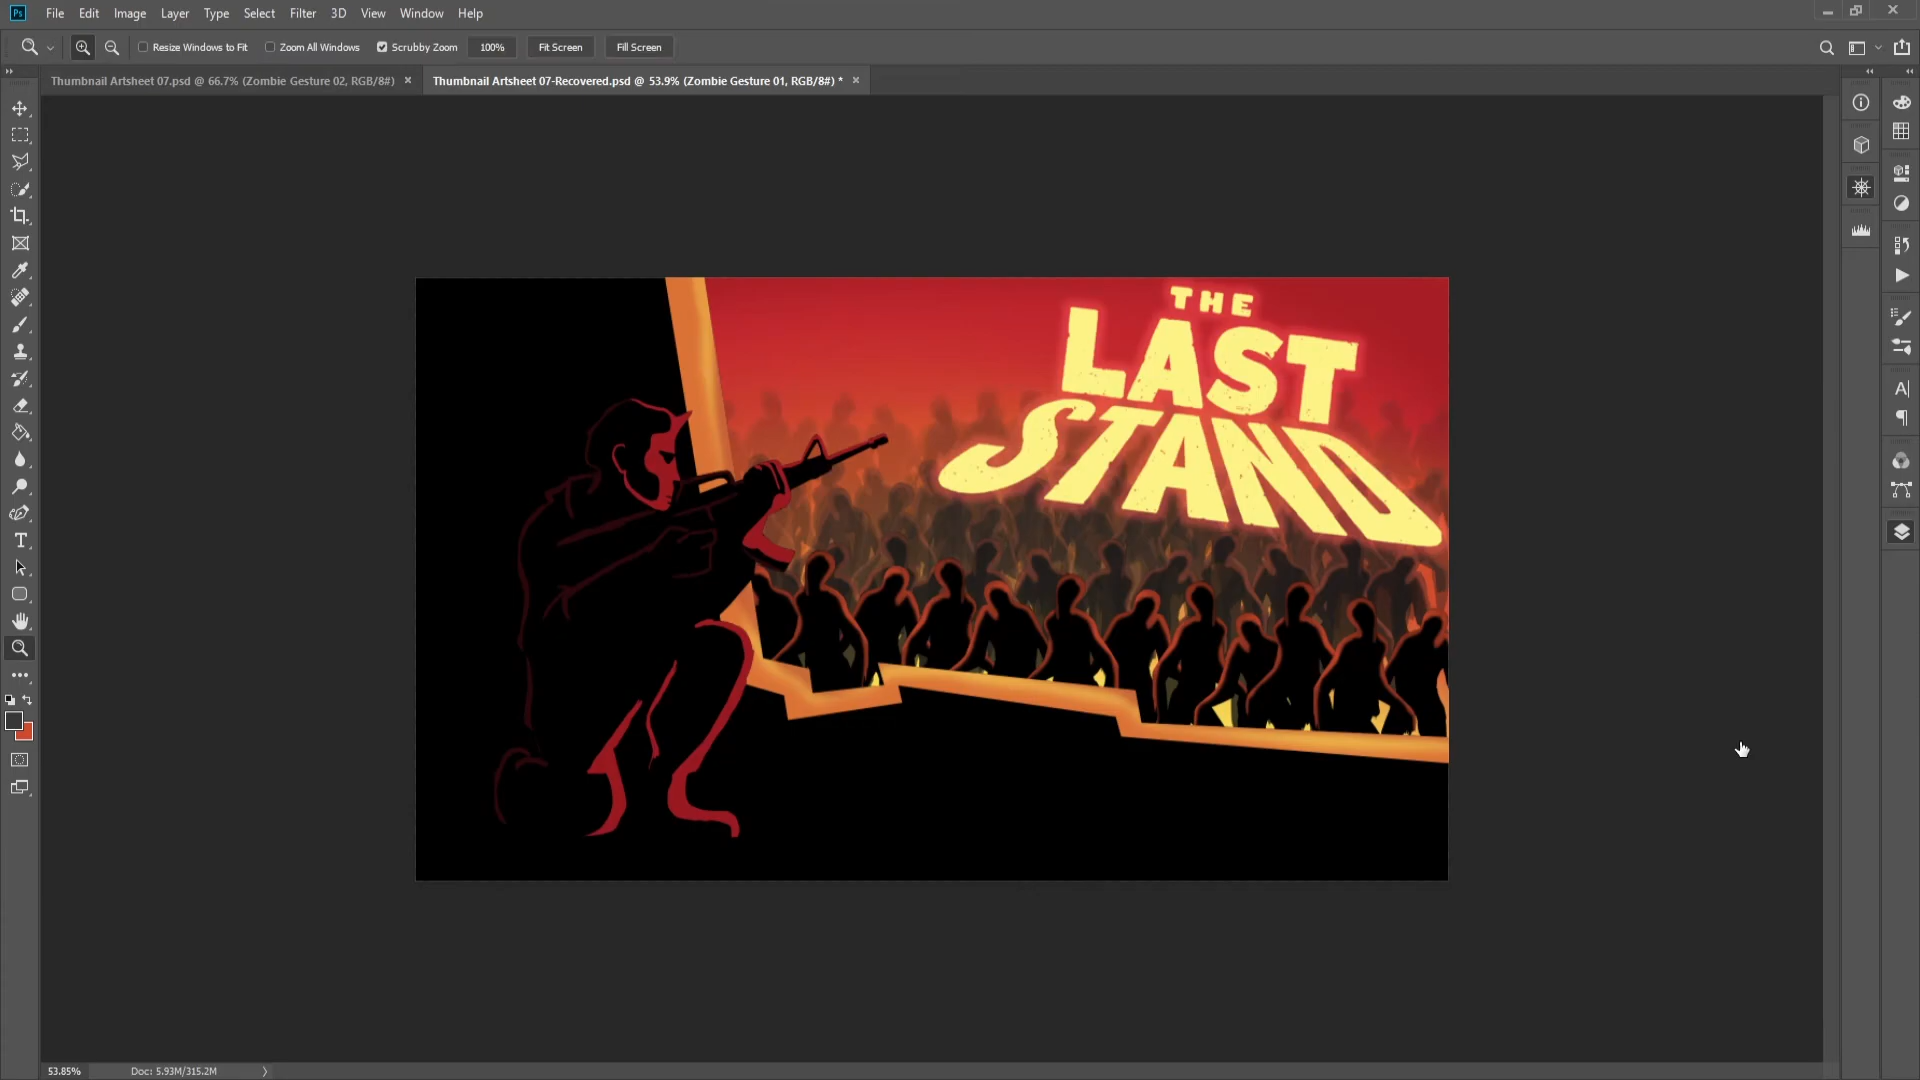 Ps File Edit Image Layer Type Select Filter 3D View Window Help
Resize Windows to Fit Zoom All Windows Scrubby Zoom 100% Fit Screen Fill Screen
Thumbnail Artsheet 07.psd @ 66.7% (Zombie Gesture 02, RGB/8#) × Thumbnail Artsheet 07-Recovered.psd @ 53.9% (Zombie Gesture 01, RGB/8#) * ×
THE
LAST
STAND
53.85% Doc: 5.93M/315.2M